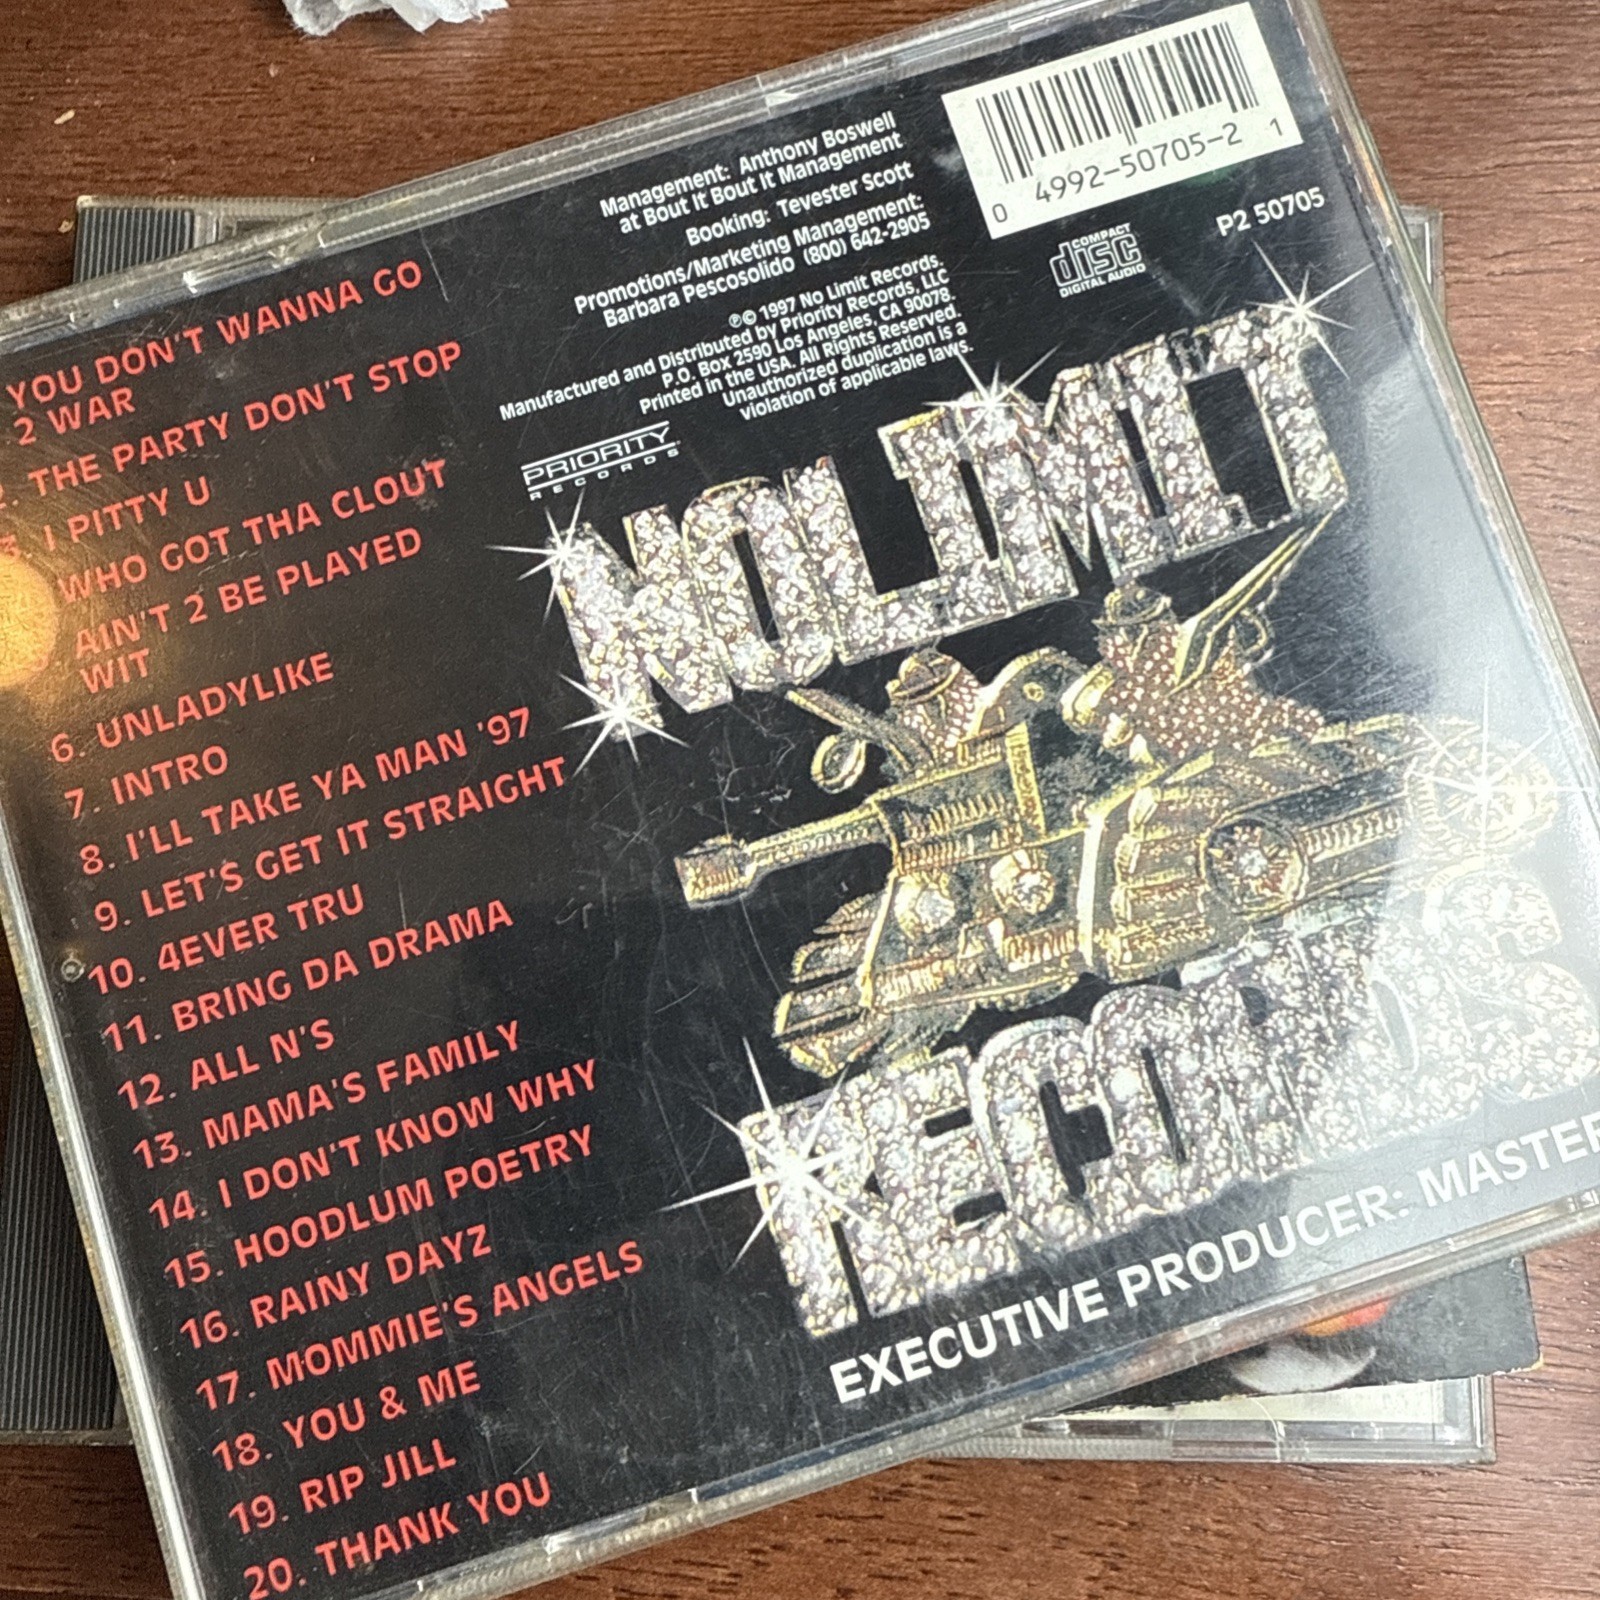 YOU DON'T WANNA GO
2 WAR
2. THE PARTY DON'T STOP
I PITTY U
WHO GOT THA CLOUT
AIN'T 2 BE PLAYED
WIT
6. UNLADYLIKE
7. INTRO
8. I'LL TAKE YA MAN '97
9. LET'S GET IT STRAIGHT
10. 4EVER TRU
11. BRING DA DRAMA
12. ALL N'S
13. MAMA'S FAMILY
14. I DON'T KNOW WHY
15. HOODLUM POETRY
16. RAINY DAYZ
17. MOMMIE'S ANGELS
18. YOU & ME
19. RIP JILL
20. THANK YOU
Management: Anthony Boswell
at Bout It Bout It Management
Booking: Tevester Scott
Promotions/Marketing Management:
Barbara Pescosolido (800) 642-2905
℗© 1997 No Limit Records.
Manufactured and Distributed by Priority Records, LLC
P.O. Box 2590 Los Angeles, CA 90078.
Printed in the USA. All Rights Reserved.
Unauthorized duplication is a
violation of applicable laws.
PRIORITY
RECORDS
0 4992-50705-2 1
COMPACT
disc
DIGITAL AUDIO
P2 50705
NO LIMIT
RECORDS
EXECUTIVE PRODUCER: MASTER